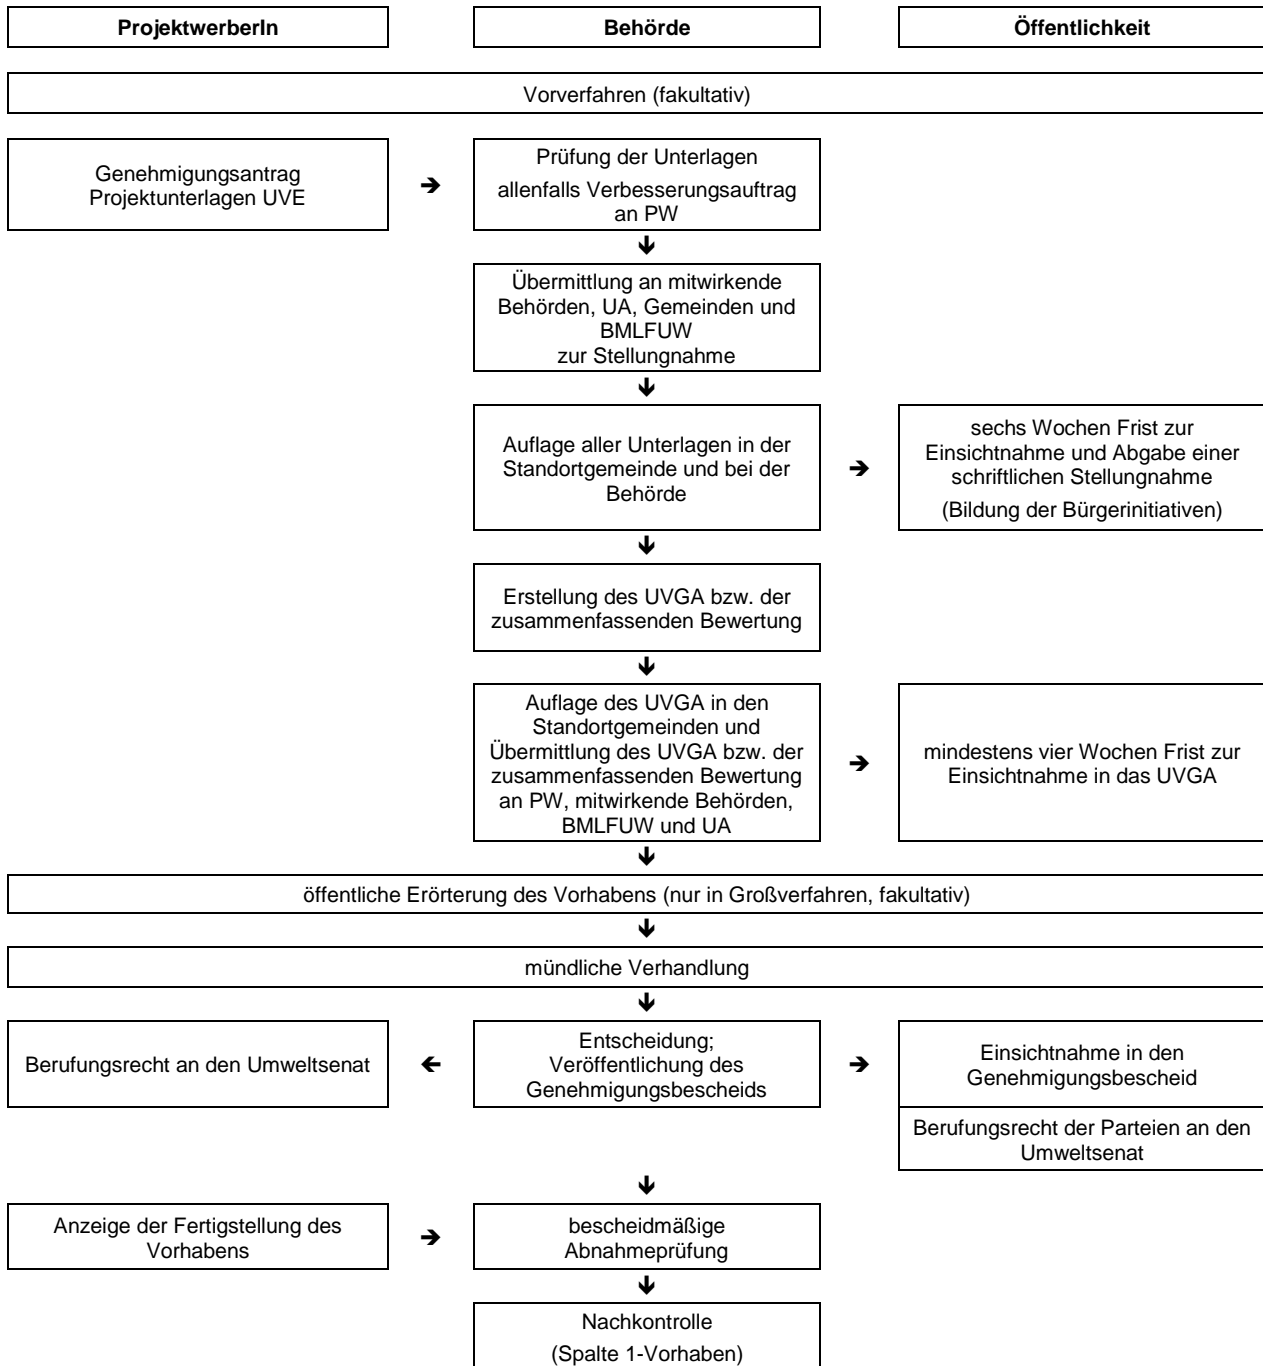 ProjektwerberIn
Behörde
Öffentlichkeit
Vorverfahren (fakultativ)
Genehmigungsantrag
Projektunterlagen UVE
Prüfung der Unterlagen
allenfalls Verbesserungsauftrag
an PW
Übermittlung an mitwirkende
Behörden, UA, Gemeinden und
BMLFUW
zur Stellungnahme
Auflage aller Unterlagen in der
Standortgemeinde und bei der
Behörde
sechs Wochen Frist zur
Einsichtnahme und Abgabe einer
schriftlichen Stellungnahme
(Bildung der Bürgerinitiativen)
Erstellung des UVGA bzw. der
zusammenfassenden Bewertung
Auflage des UVGA in den
Standortgemeinden und
Übermittlung des UVGA bzw. der
zusammenfassenden Bewertung
an PW, mitwirkende Behörden,
BMLFUW und UA
mindestens vier Wochen Frist zur
Einsichtnahme in das UVGA
öffentliche Erörterung des Vorhabens (nur in Großverfahren, fakultativ)
mündliche Verhandlung
Berufungsrecht an den Umweltsenat
Entscheidung;
Veröffentlichung des
Genehmigungsbescheids
Einsichtnahme in den
Genehmigungsbescheid
Berufungsrecht der Parteien an den
Umweltsenat
Anzeige der Fertigstellung des
Vorhabens
bescheidmäßige
Abnahmeprüfung
Nachkontrolle
(Spalte 1-Vorhaben)